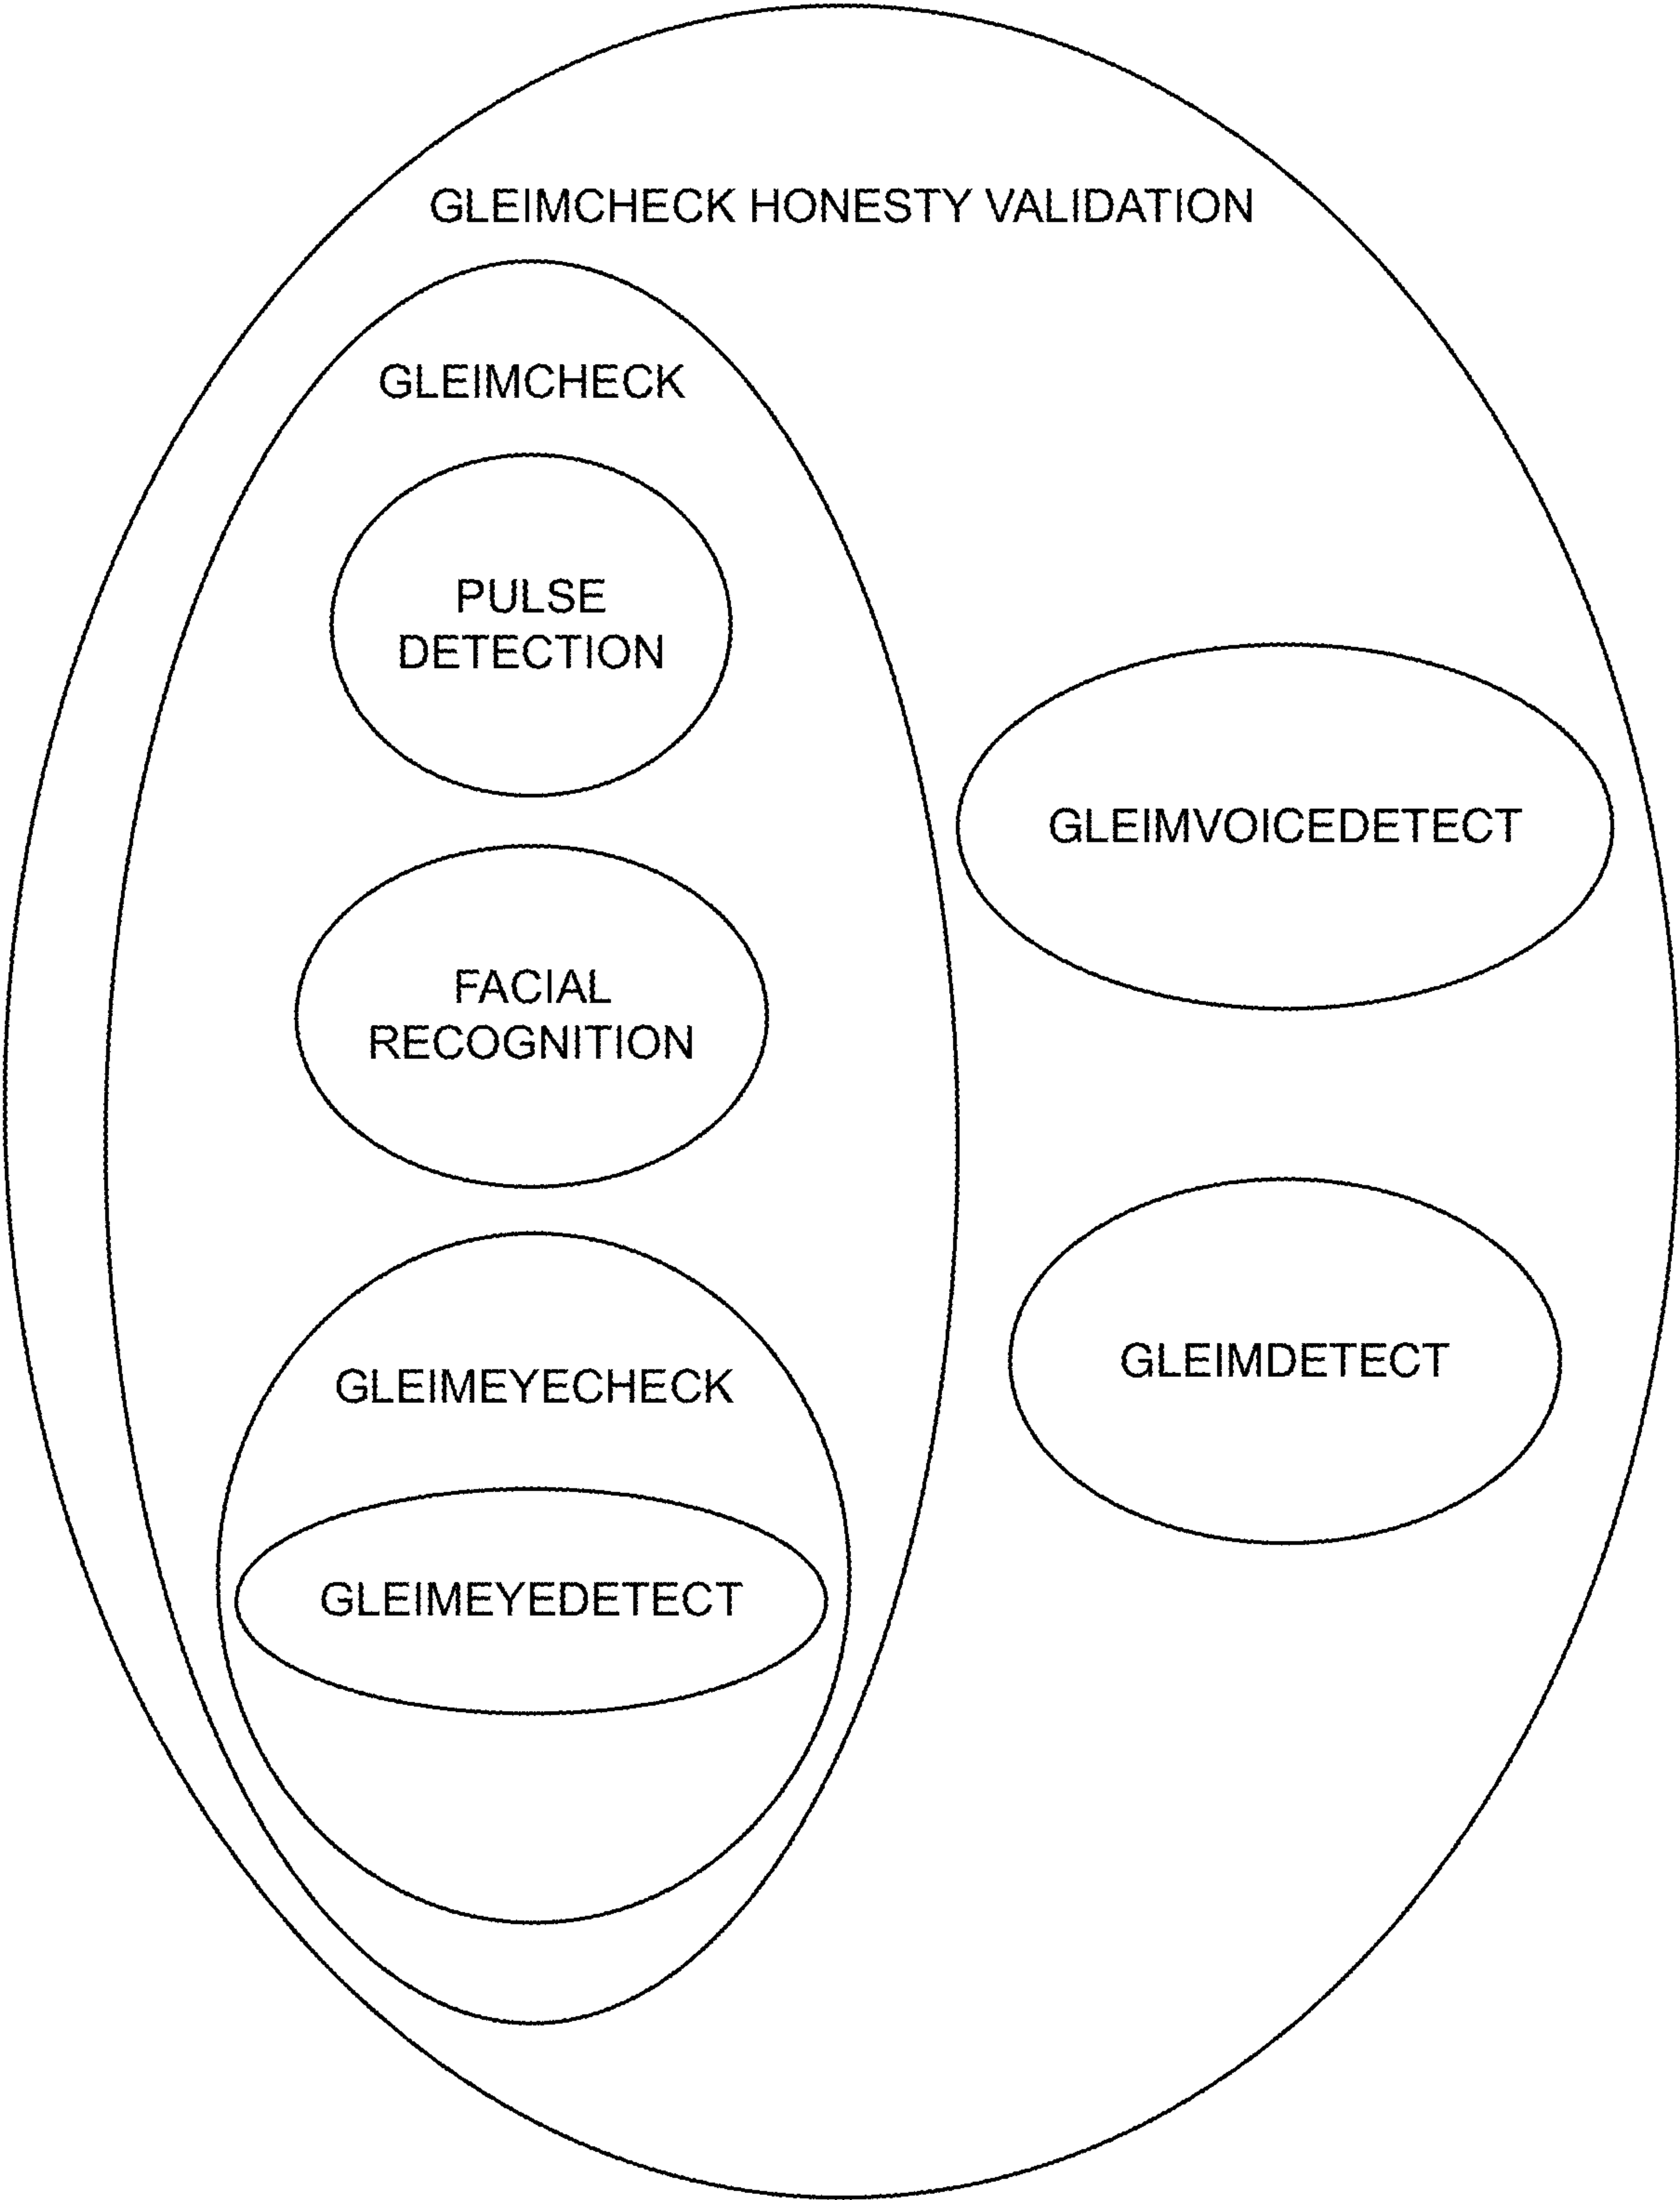 GLEIMCHECK HONESTY VALIDATION
GLEIMCHECK
PULSE
DETECTION
FACIAL
RECOGNITION
GLEIMEYECHECK
GLEIMEYEDETECT
GLEIMVOICEDETECT
GLEIMDETECT